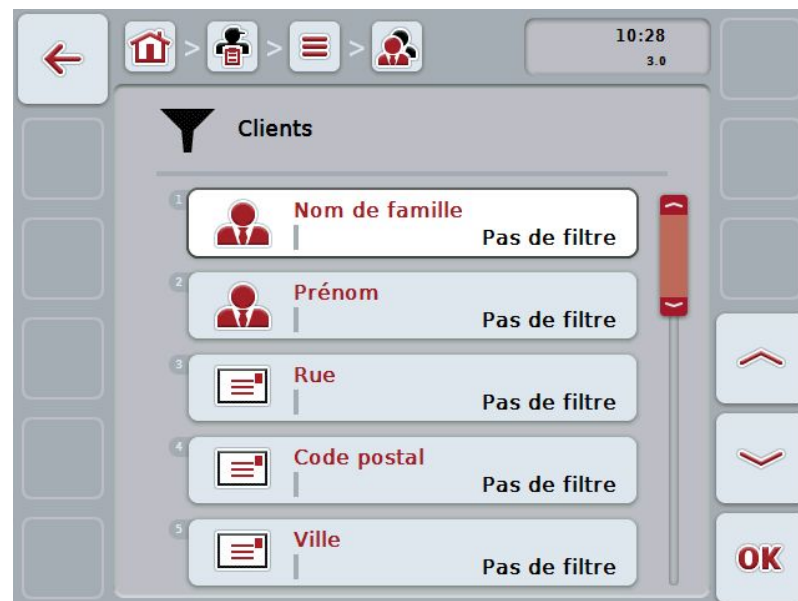 > > >
10:28
3.0
Clients
1
Nom de famille
Pas de filtre
2
Prénom
Pas de filtre
3
Rue
Pas de filtre
4
Code postal
Pas de filtre
5
Ville
Pas de filtre
OK